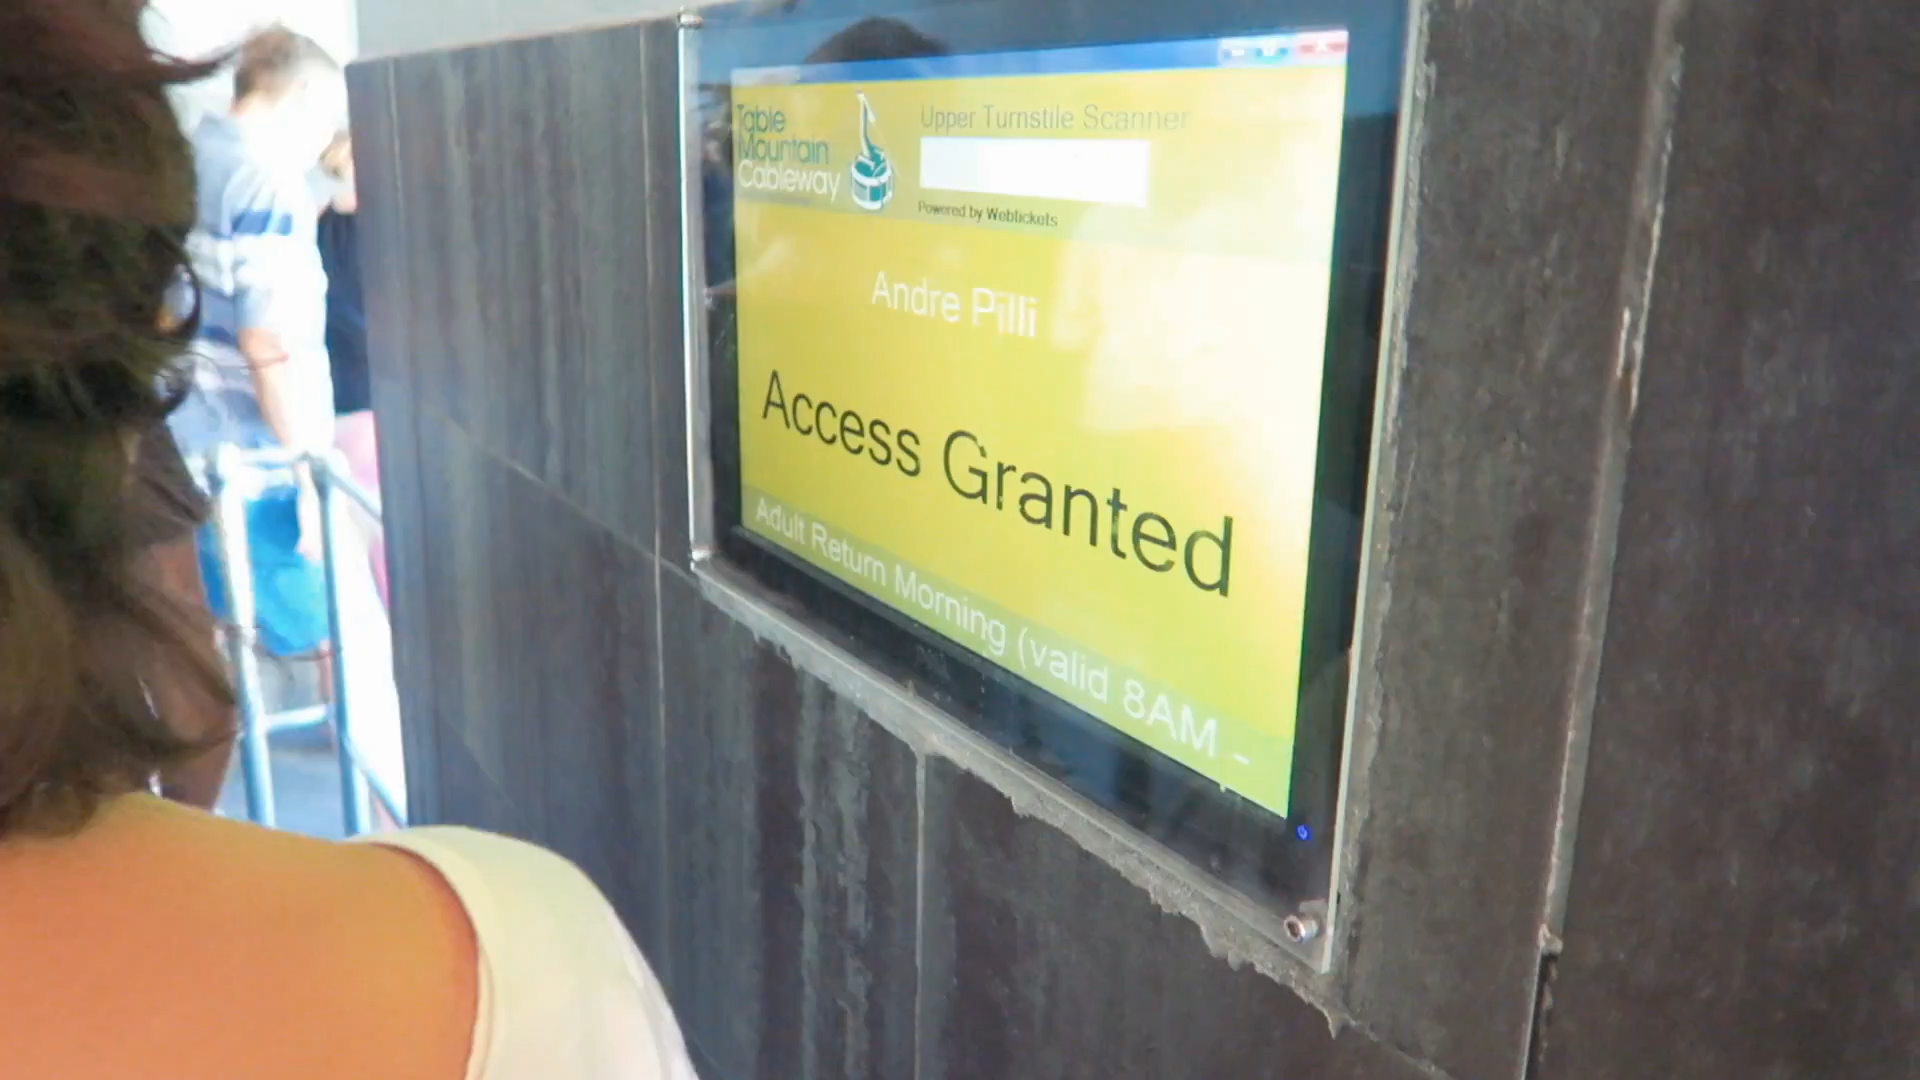 Table
Mountain
Cableway
Upper Turnstile Scanner
Powered by Webtickets
Andre Pilli
Access Granted
Adult Return Morning (valid 8AM -